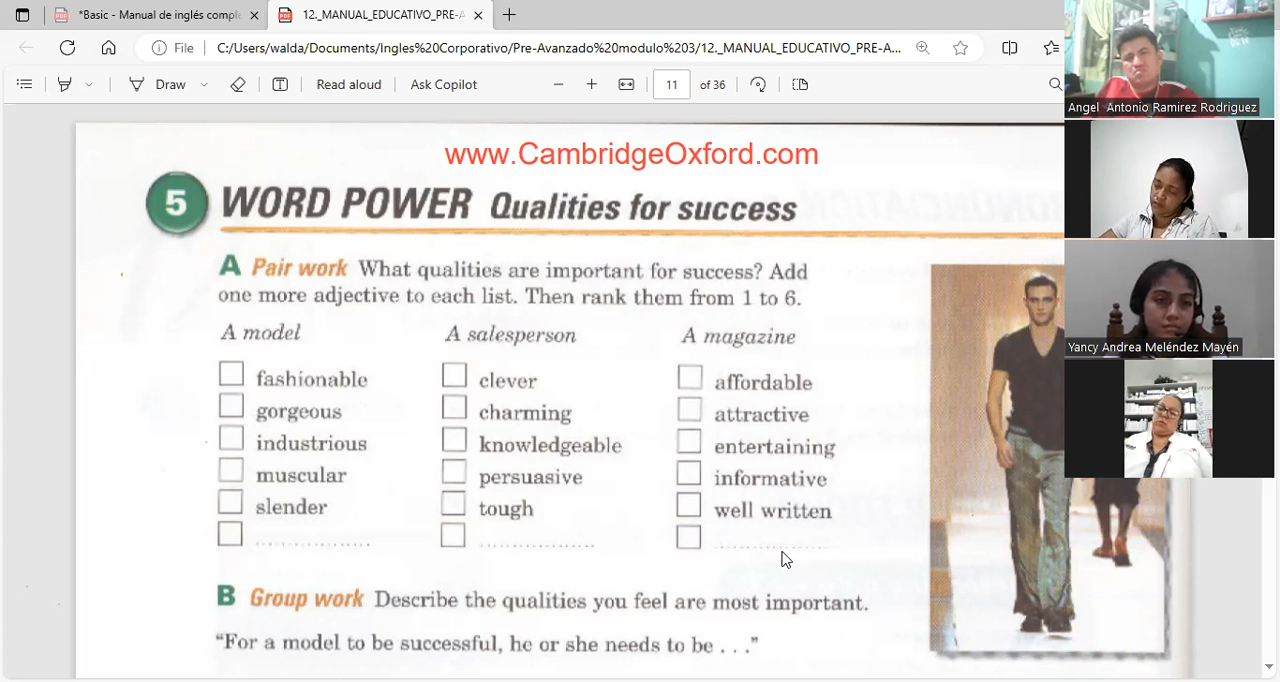 *Basic - Manual de inglés comple
12._MANUAL_EDUCATIVO_PRE-A
File
C:/Users/walda/Documents/Ingles%20Corporativo/Pre-Avanzado%20modulo%203/12._MANUAL_EDUCATIVO_PRE-A...
Draw
Read aloud
Ask Copilot
11 of 36
www.CambridgeOxford.com
5 WORD POWER Qualities for success
A Pair work What qualities are important for success? Add
one more adjective to each list. Then rank them from 1 to 6.
A model A salesperson A magazine
fashionable clever affordable
gorgeous charming attractive
industrious knowledgeable entertaining
muscular persuasive informative
slender tough well written
B Group work Describe the qualities you feel are most important.
“For a model to be successful, he or she needs to be . . .”
Angel Antonio Ramirez Rodriguez
Yancy Andrea Meléndez Mayén